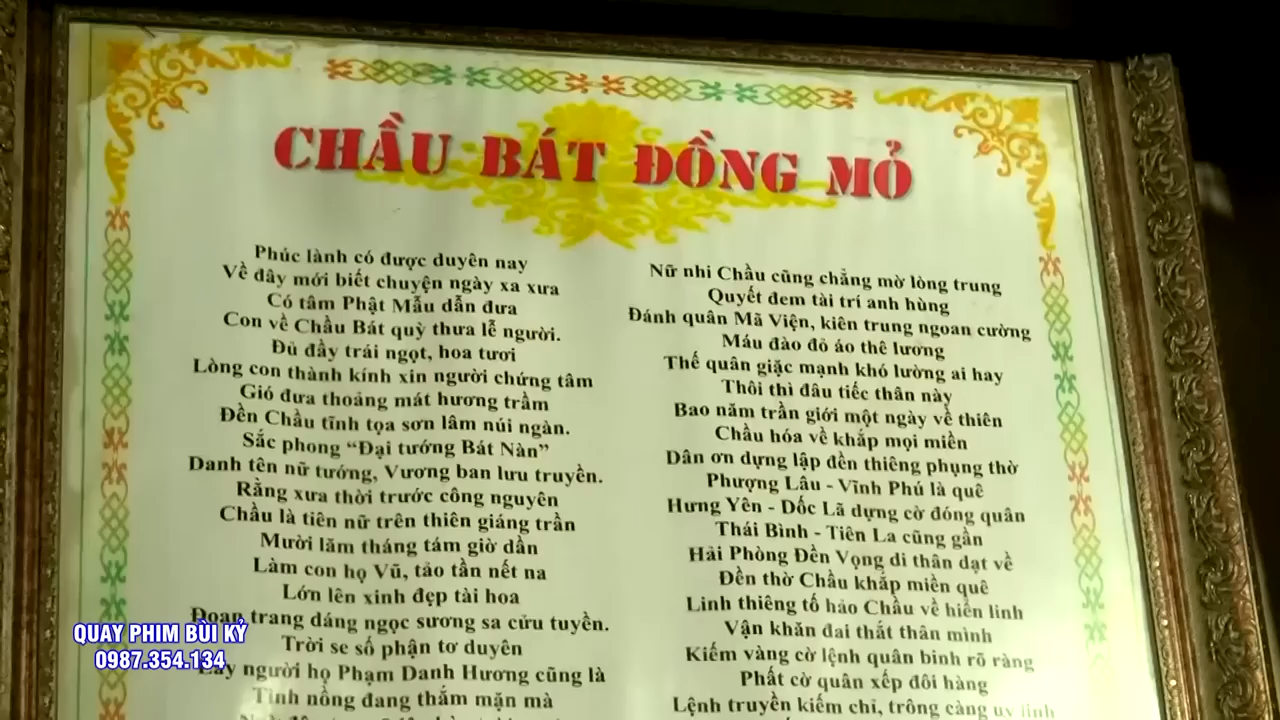 CHẦU BÁT ĐỒNG MỎ
Phúc lành có được duyên nay
Về đây mới biết chuyện ngày xa xưa
Có tâm Phật Mẫu dẫn đưa
Con về Chầu Bát quỳ thưa lễ người.
Đủ đầy trái ngọt, hoa tươi
Lòng con thành kính xin người chứng tâm
Gió đưa thoảng mát hương trầm
Đền Chầu tĩnh tọa sơn lâm núi ngàn.
Sắc phong “Đại tướng Bát Nàn”
Danh tên nữ tướng, Vương ban lưu truyền.
Rằng xưa thời trước công nguyên
Chầu là tiên nữ trên thiên giáng trần
Mười lăm tháng tám giờ dần
Làm con họ Vũ, tảo tần nết na
Lớn lên xinh đẹp tài hoa
Đoan trang dáng ngọc sương sa cửu tuyền.
Trời se số phận tơ duyên
Lấy người họ Phạm Danh Hương cũng là
Tình nồng đang thắm mặn mà
Nữ nhi Chầu cũng chẳng mờ lòng trung
Quyết đem tài trí anh hùng
Đánh quân Mã Viện, kiên trung ngoan cường
Máu đào đỏ áo thê lương
Thế quân giặc mạnh khó lường ai hay
Thôi thì đâu tiếc thân này
Bao năm trần giới một ngày về thiên
Chầu hóa về khắp mọi miền
Dân ơn dựng lập đền thiêng phụng thờ
Phượng Lâu - Vĩnh Phú là quê
Hưng Yên - Dốc Lã dựng cờ đóng quân
Thái Bình - Tiên La cũng gần
Hải Phòng Đền Vọng di thân dạt về
Đền thờ Chầu khắp miền quê
Linh thiêng tố hảo Chầu về hiển linh
Vận khăn đai thắt thân mình
Kiếm vàng cờ lệnh quân binh rõ ràng
Phất cờ quân xếp đôi hàng
Lệnh truyền kiếm chỉ, trông càng uy linh
QUAY PHIM BÙI KỶ
0987.354.134